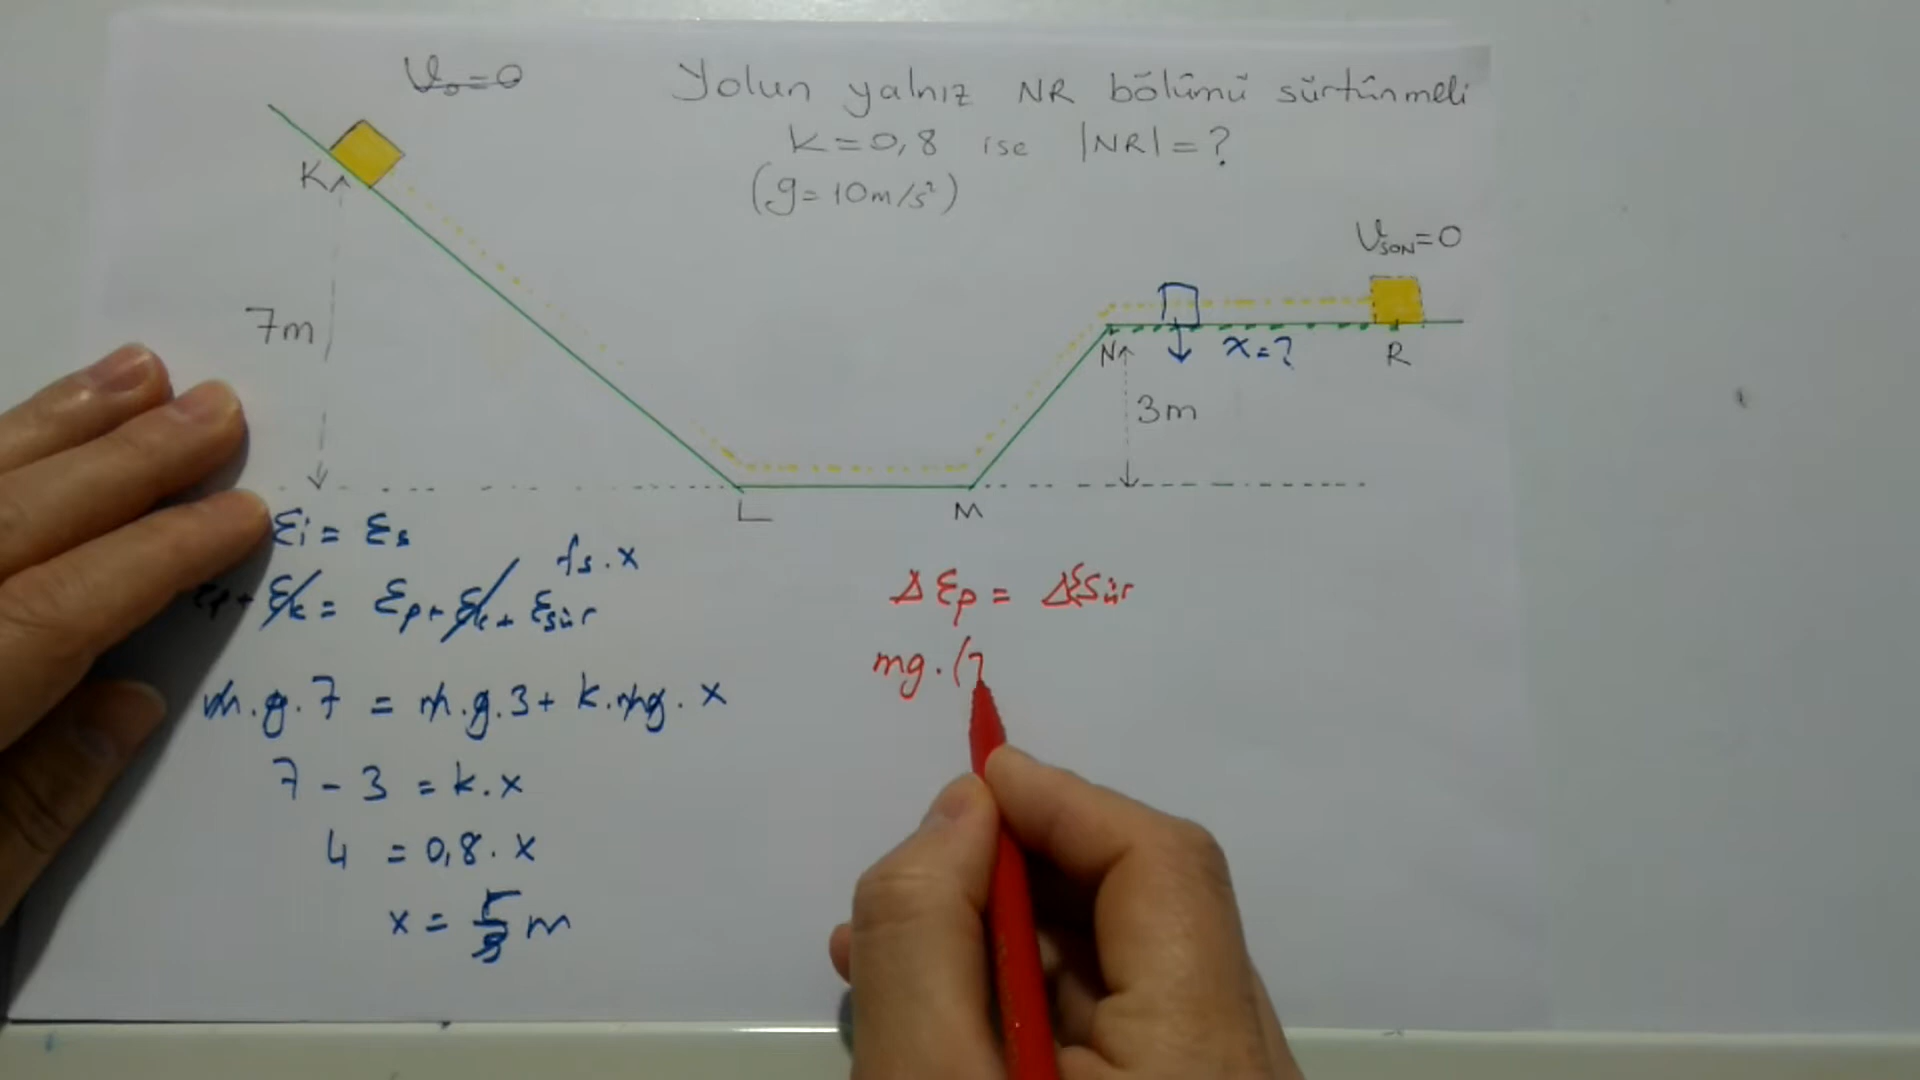 V₀=0
Yolun yalnız NR bölümü sürtünmeli
k=0,8 ise |NR|=?
(g=10m/s²)
K
7m
VSON=0
N
x=?
R
3m
L
M
Ei = Es
fs.x
Ep+Ek = Ep+Ek+Esür
m.g.7 = m.g.3+k.mg.x
7-3 = k.x
4 = 0,8.x
x = 5 m
ΔEp = ΔEsür
mg.(7